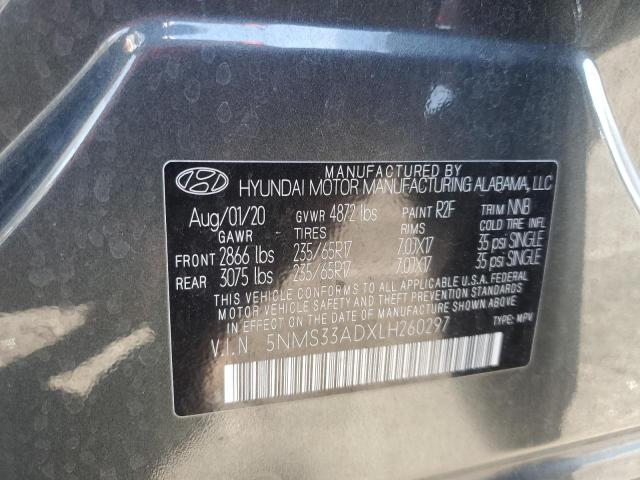 MANUFACTURED BY
HYUNDAI MOTOR MANUFACTURING ALABAMA, LLC
Aug/01/20 GVWR 4872 lbs PAINT R2F TRIM NNB
GAWR TIRES RIMS COLD TIRE INFL
FRONT 2866 lbs 235/65R17 7.0JX17 35 psi SINGLE
REAR 3075 lbs 235/65R17 7.0JX17 35 psi SINGLE
THIS VEHICLE CONFORMS TO ALL APPLICABLE U.S.A. FEDERAL
MOTOR VEHICLE SAFETY AND BUMPER STANDARDS
IN EFFECT ON THE DATE OF MANUFACTURE SHOWN ABOVE.
V.I.N 5NMS33ADXLH260297 TYPE: MPV